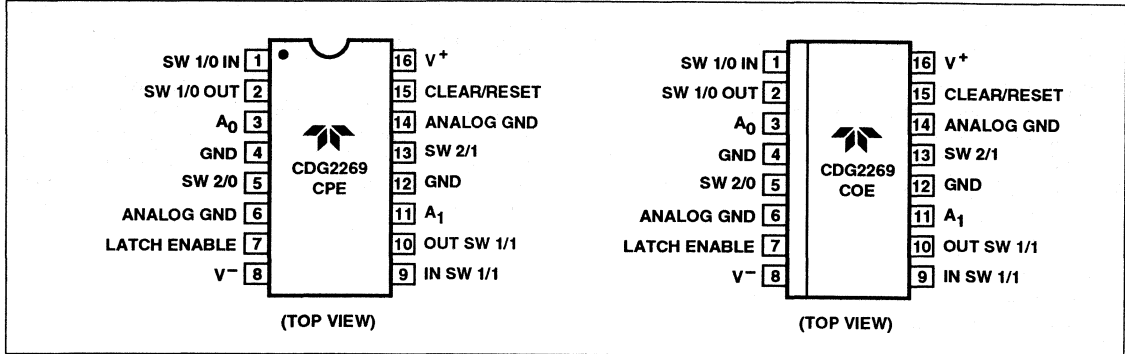 SW 1/0 IN 1 16 V+
SW 1/0 OUT 2 15 CLEAR/RESET
A0 3 14 ANALOG GND
GND 4 13 SW 2/1
SW 2/0 5 12 GND
ANALOG GND 6 11 A1
LATCH ENABLE 7 10 OUT SW 1/1
V– 8 9 IN SW 1/1
CDG2269
CPE
(TOP VIEW)
SW 1/0 IN 1 16 V+
SW 1/0 OUT 2 15 CLEAR/RESET
A0 3 14 ANALOG GND
GND 4 13 SW 2/1
SW 2/0 5 12 GND
ANALOG GND 6 11 A1
LATCH ENABLE 7 10 OUT SW 1/1
V– 8 9 IN SW 1/1
CDG2269
COE
(TOP VIEW)